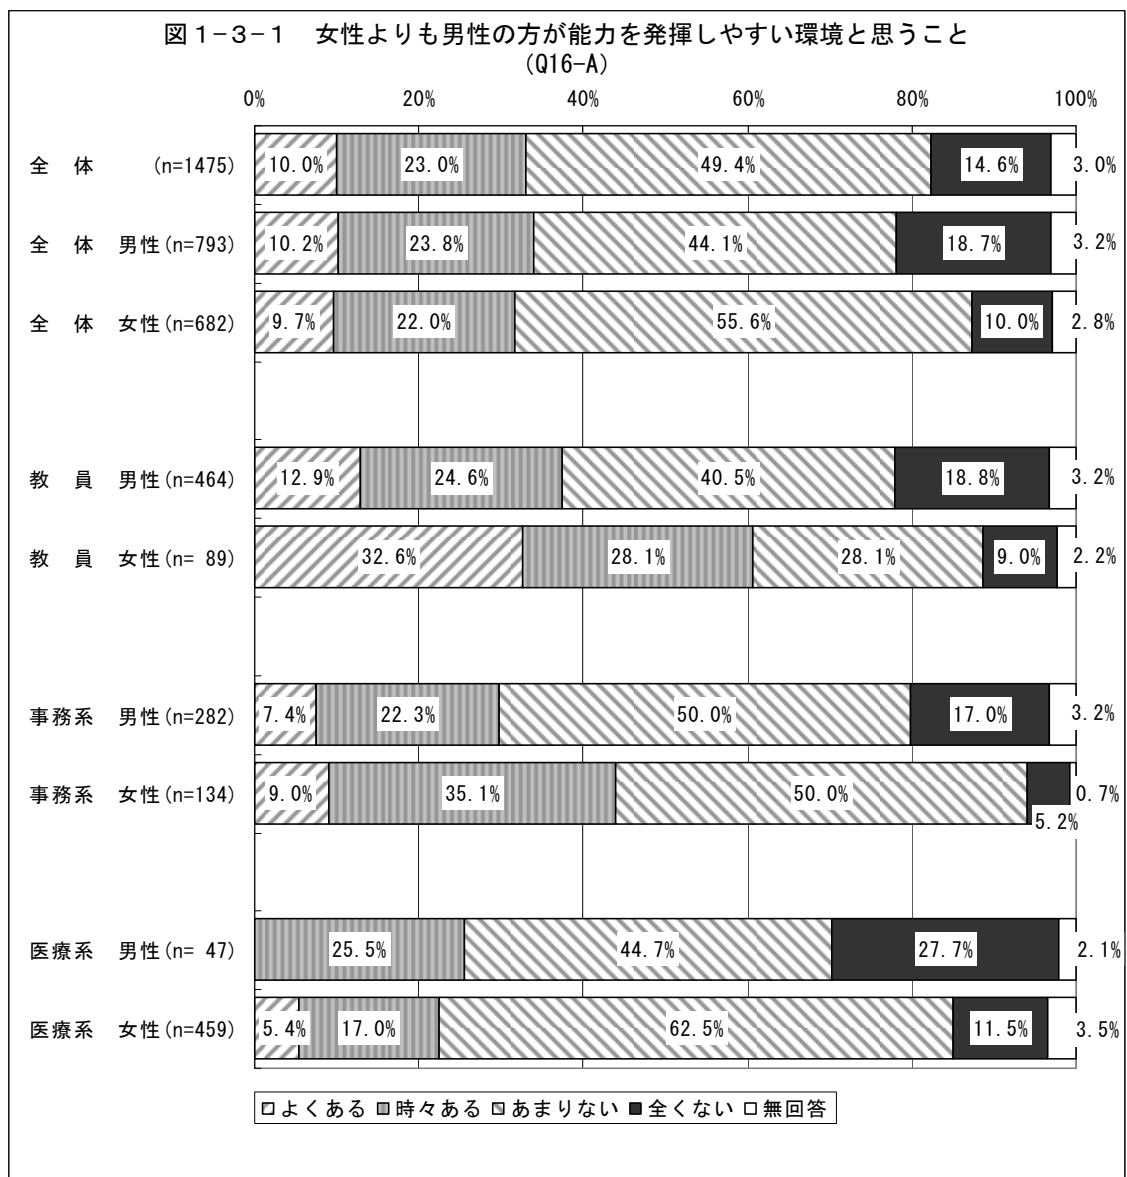 図1-3-1 女性よりも男性の方が能力を発揮しやすい環境と思うこと
(Q16-A)
0% 20% 40% 60% 80% 100%
全 体 (n=1475) 10.0% 23.0% 49.4% 14.6% 3.0%
全 体 男性(n=793) 10.2% 23.8% 44.1% 18.7% 3.2%
全 体 女性(n=682) 9.7% 22.0% 55.6% 10.0% 2.8%
教 員 男性(n=464) 12.9% 24.6% 40.5% 18.8% 3.2%
教 員 女性(n= 89) 32.6% 28.1% 28.1% 9.0% 2.2%
事務系 男性(n=282) 7.4% 22.3% 50.0% 17.0% 3.2%
事務系 女性(n=134) 9.0% 35.1% 50.0% 5.2% 0.7%
医療系 男性(n= 47) 25.5% 44.7% 27.7% 2.1%
医療系 女性(n=459) 5.4% 17.0% 62.5% 11.5% 3.5%
よくある 時々ある あまりない 全くない 無回答